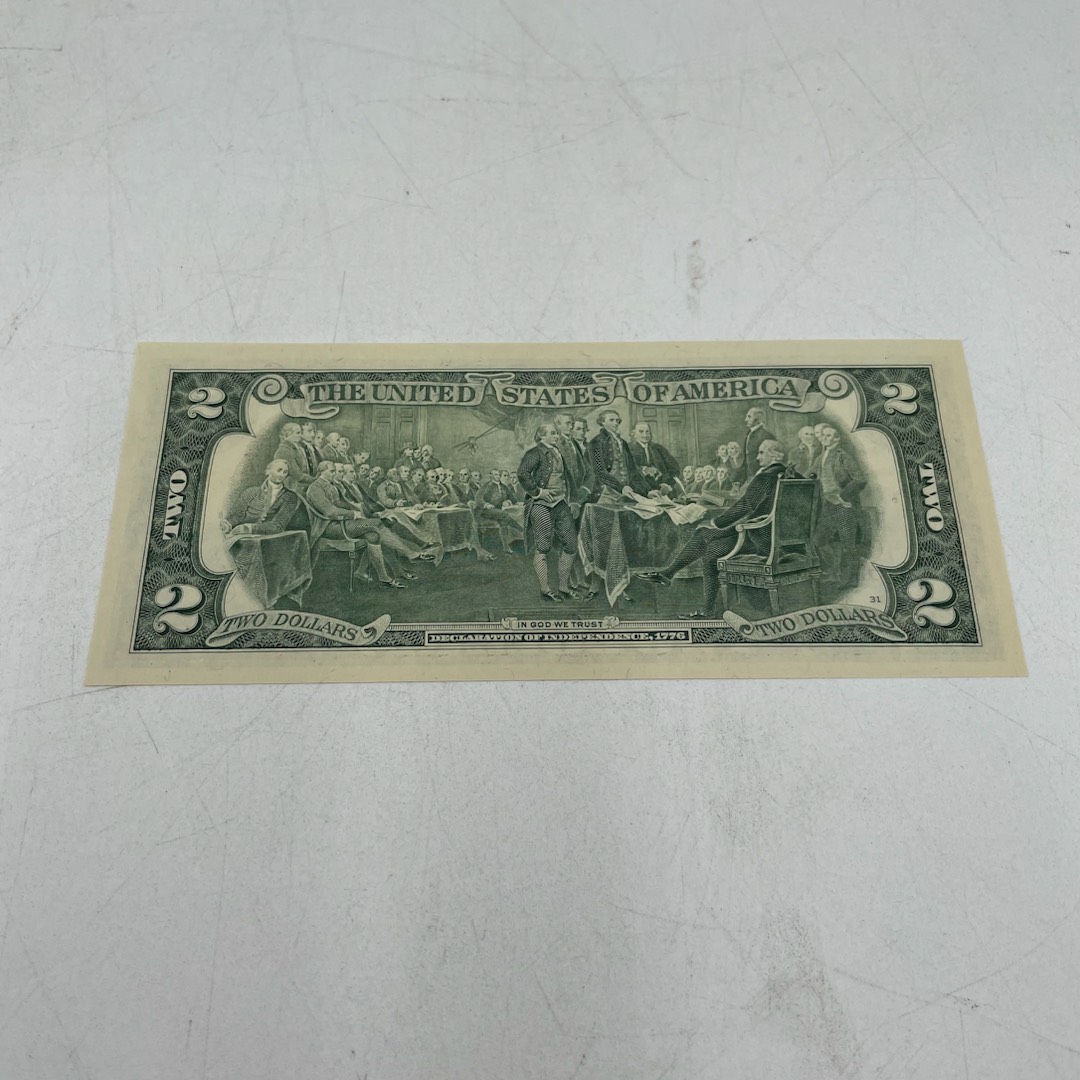 2 THE UNITED STATES OF AMERICA 2
TWO
TWO
31
2 TWO DOLLARS
IN GOD WE TRUST
TWO DOLLARS 2
DECLARATION OF INDEPENDENCE, 1776